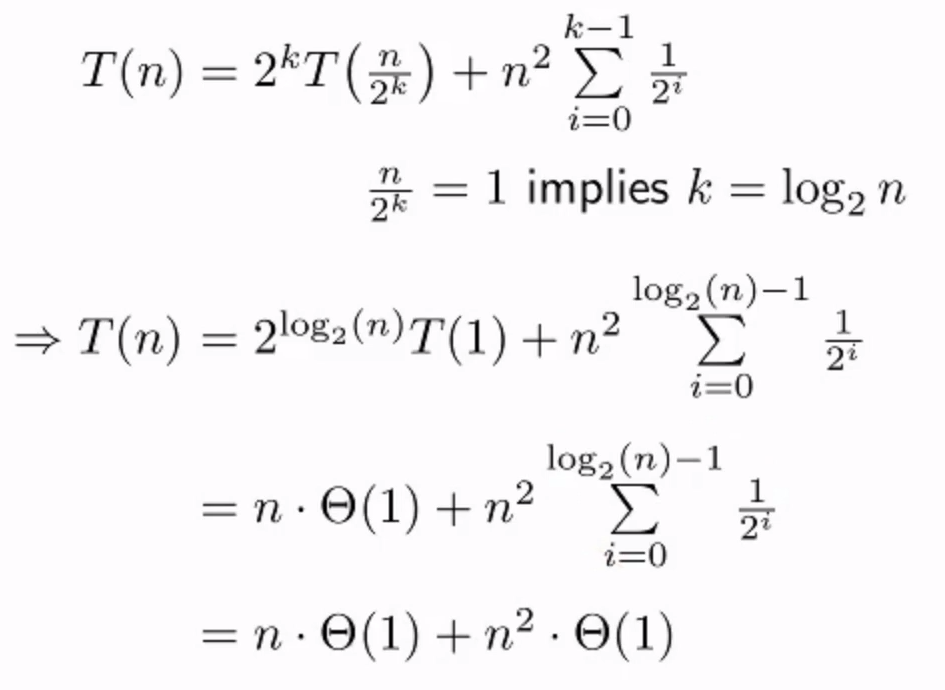 T(n) = 2^k T(n/2^k) + n^2 \sum_{i=0}^{k-1} 1/2^i
n/2^k = 1 implies k = log_2 n
⇒ T(n) = 2^{log_2(n)} T(1) + n^2 \sum_{i=0}^{log_2(n)-1} 1/2^i
= n · Θ(1) + n^2 \sum_{i=0}^{log_2(n)-1} 1/2^i
= n · Θ(1) + n^2 · Θ(1)